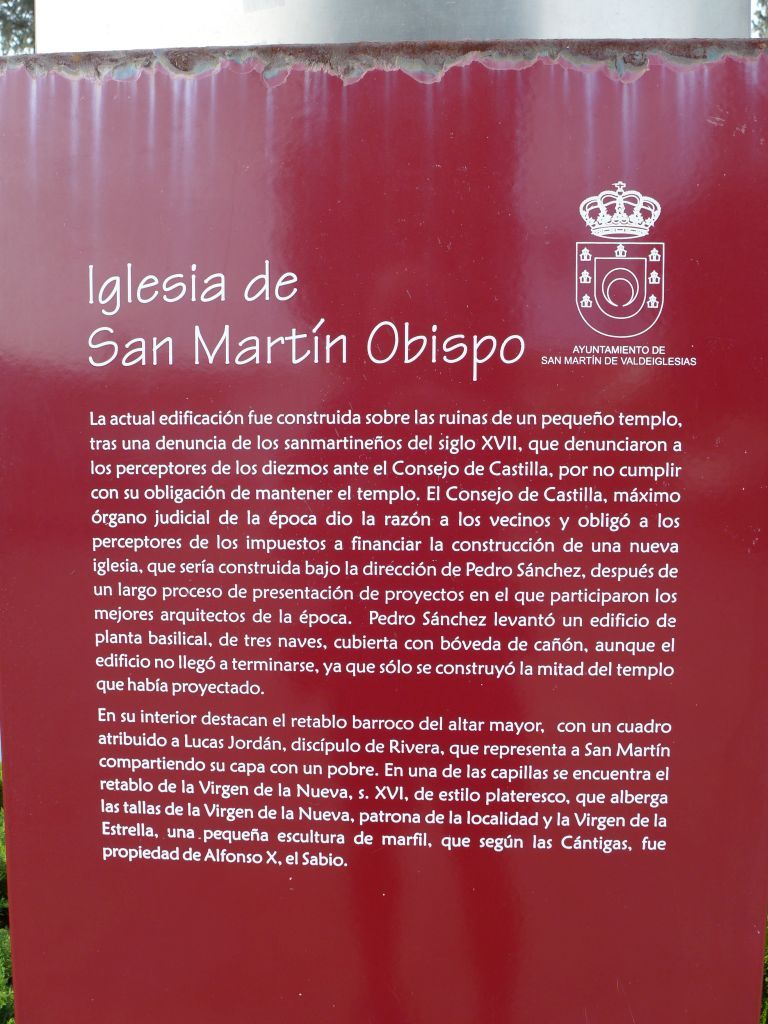 Iglesia de
San Martín Obispo
AYUNTAMIENTO DE
SAN MARTÍN DE VALDEIGLESIAS
La actual edificación fue construida sobre las ruinas de un pequeño templo,
tras una denuncia de los sanmartineños del siglo XVII, que denunciaron a
los perceptores de los diezmos ante el Consejo de Castilla, por no cumplir
con su obligación de mantener el templo. El Consejo de Castilla, máximo
órgano judicial de la época dio la razón a los vecinos y obligó a los
perceptores de los impuestos a financiar la construcción de una nueva
iglesia, que sería construida bajo la dirección de Pedro Sánchez, después de
un largo proceso de presentación de proyectos en el que participaron los
mejores arquitectos de la época. Pedro Sánchez levantó un edificio de
planta basilical, de tres naves, cubierta con bóveda de cañón, aunque el
edificio no llegó a terminarse, ya que sólo se construyó la mitad del templo
que había proyectado.
En su interior destacan el retablo barroco del altar mayor, con un cuadro
atribuido a Lucas Jordán, discípulo de Rivera, que representa a San Martín
compartiendo su capa con un pobre. En una de las capillas se encuentra el
retablo de la Virgen de la Nueva, s. XVI, de estilo plateresco, que alberga
las tallas de la Virgen de la Nueva, patrona de la localidad y la Virgen de la
Estrella, una pequeña escultura de marfil, que según las Cántigas, fue
propiedad de Alfonso X, el Sabio.